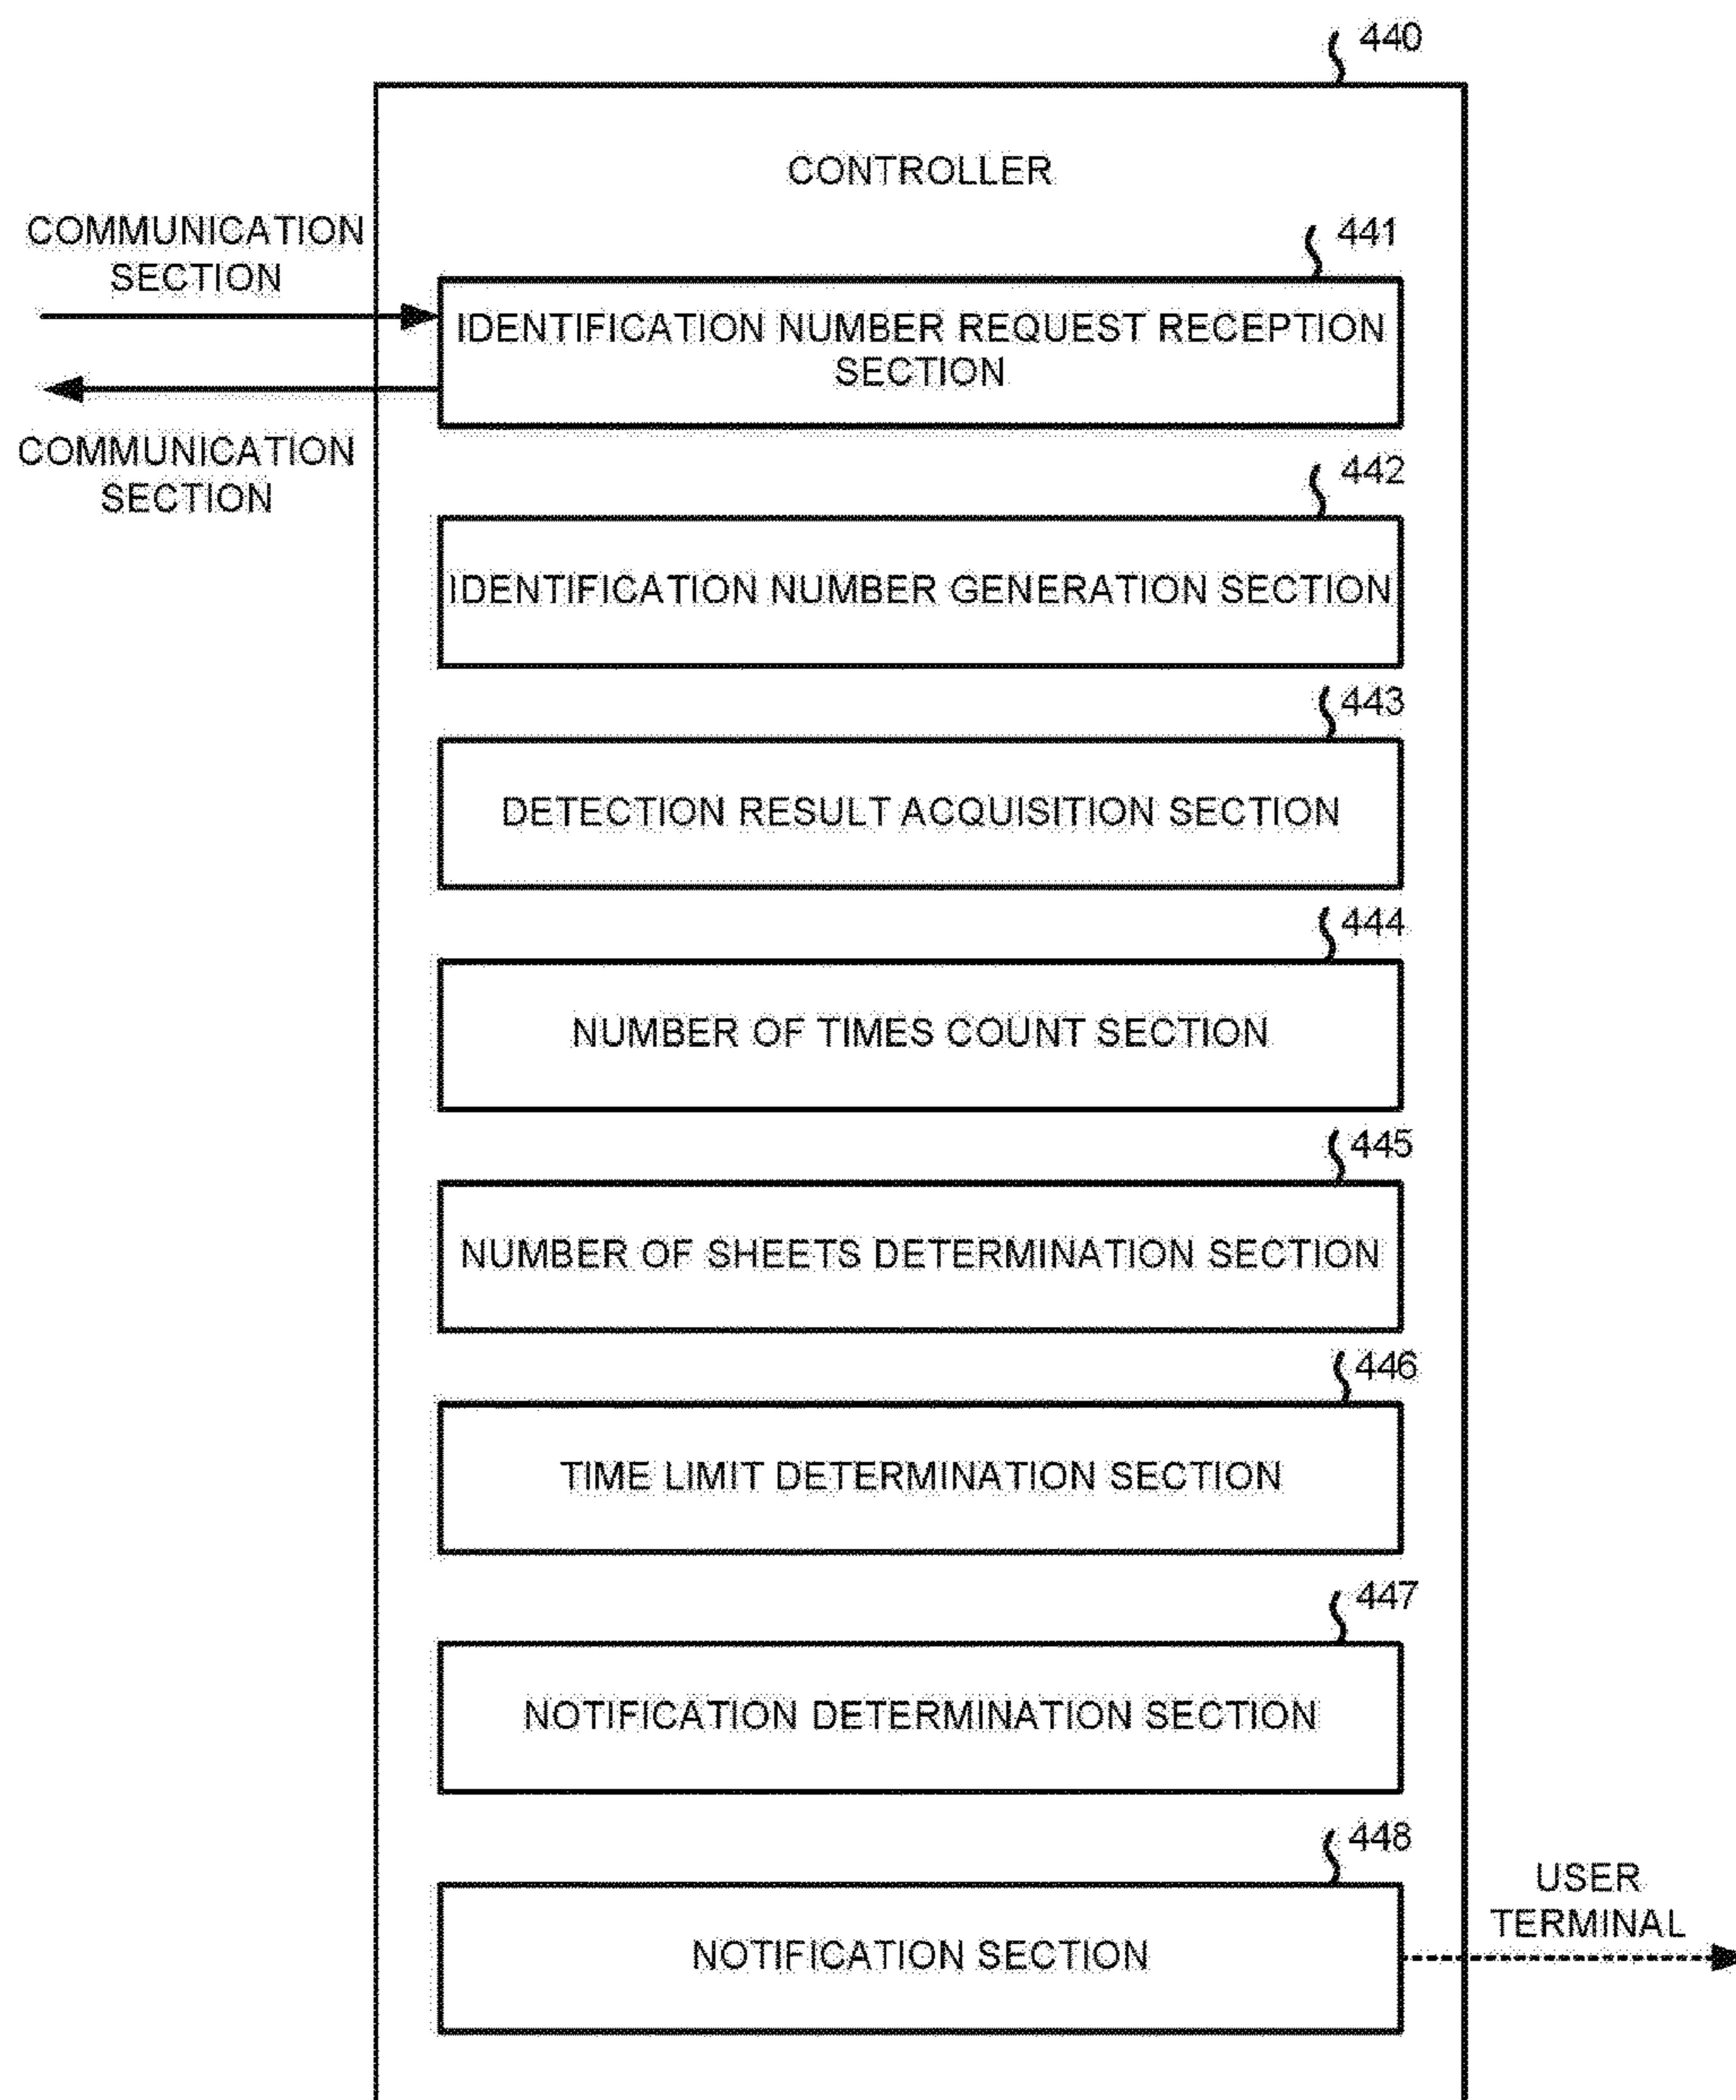 440
CONTROLLER
COMMUNICATION
SECTION
441
IDENTIFICATION NUMBER REQUEST RECEPTION
SECTION
COMMUNICATION
SECTION
442
IDENTIFICATION NUMBER GENERATION SECTION
443
DETECTION RESULT ACQUISITION SECTION
444
NUMBER OF TIMES COUNT SECTION
445
NUMBER OF SHEETS DETERMINATION SECTION
446
TIME LIMIT DETERMINATION SECTION
447
NOTIFICATION DETERMINATION SECTION
448
NOTIFICATION SECTION
USER
TERMINAL